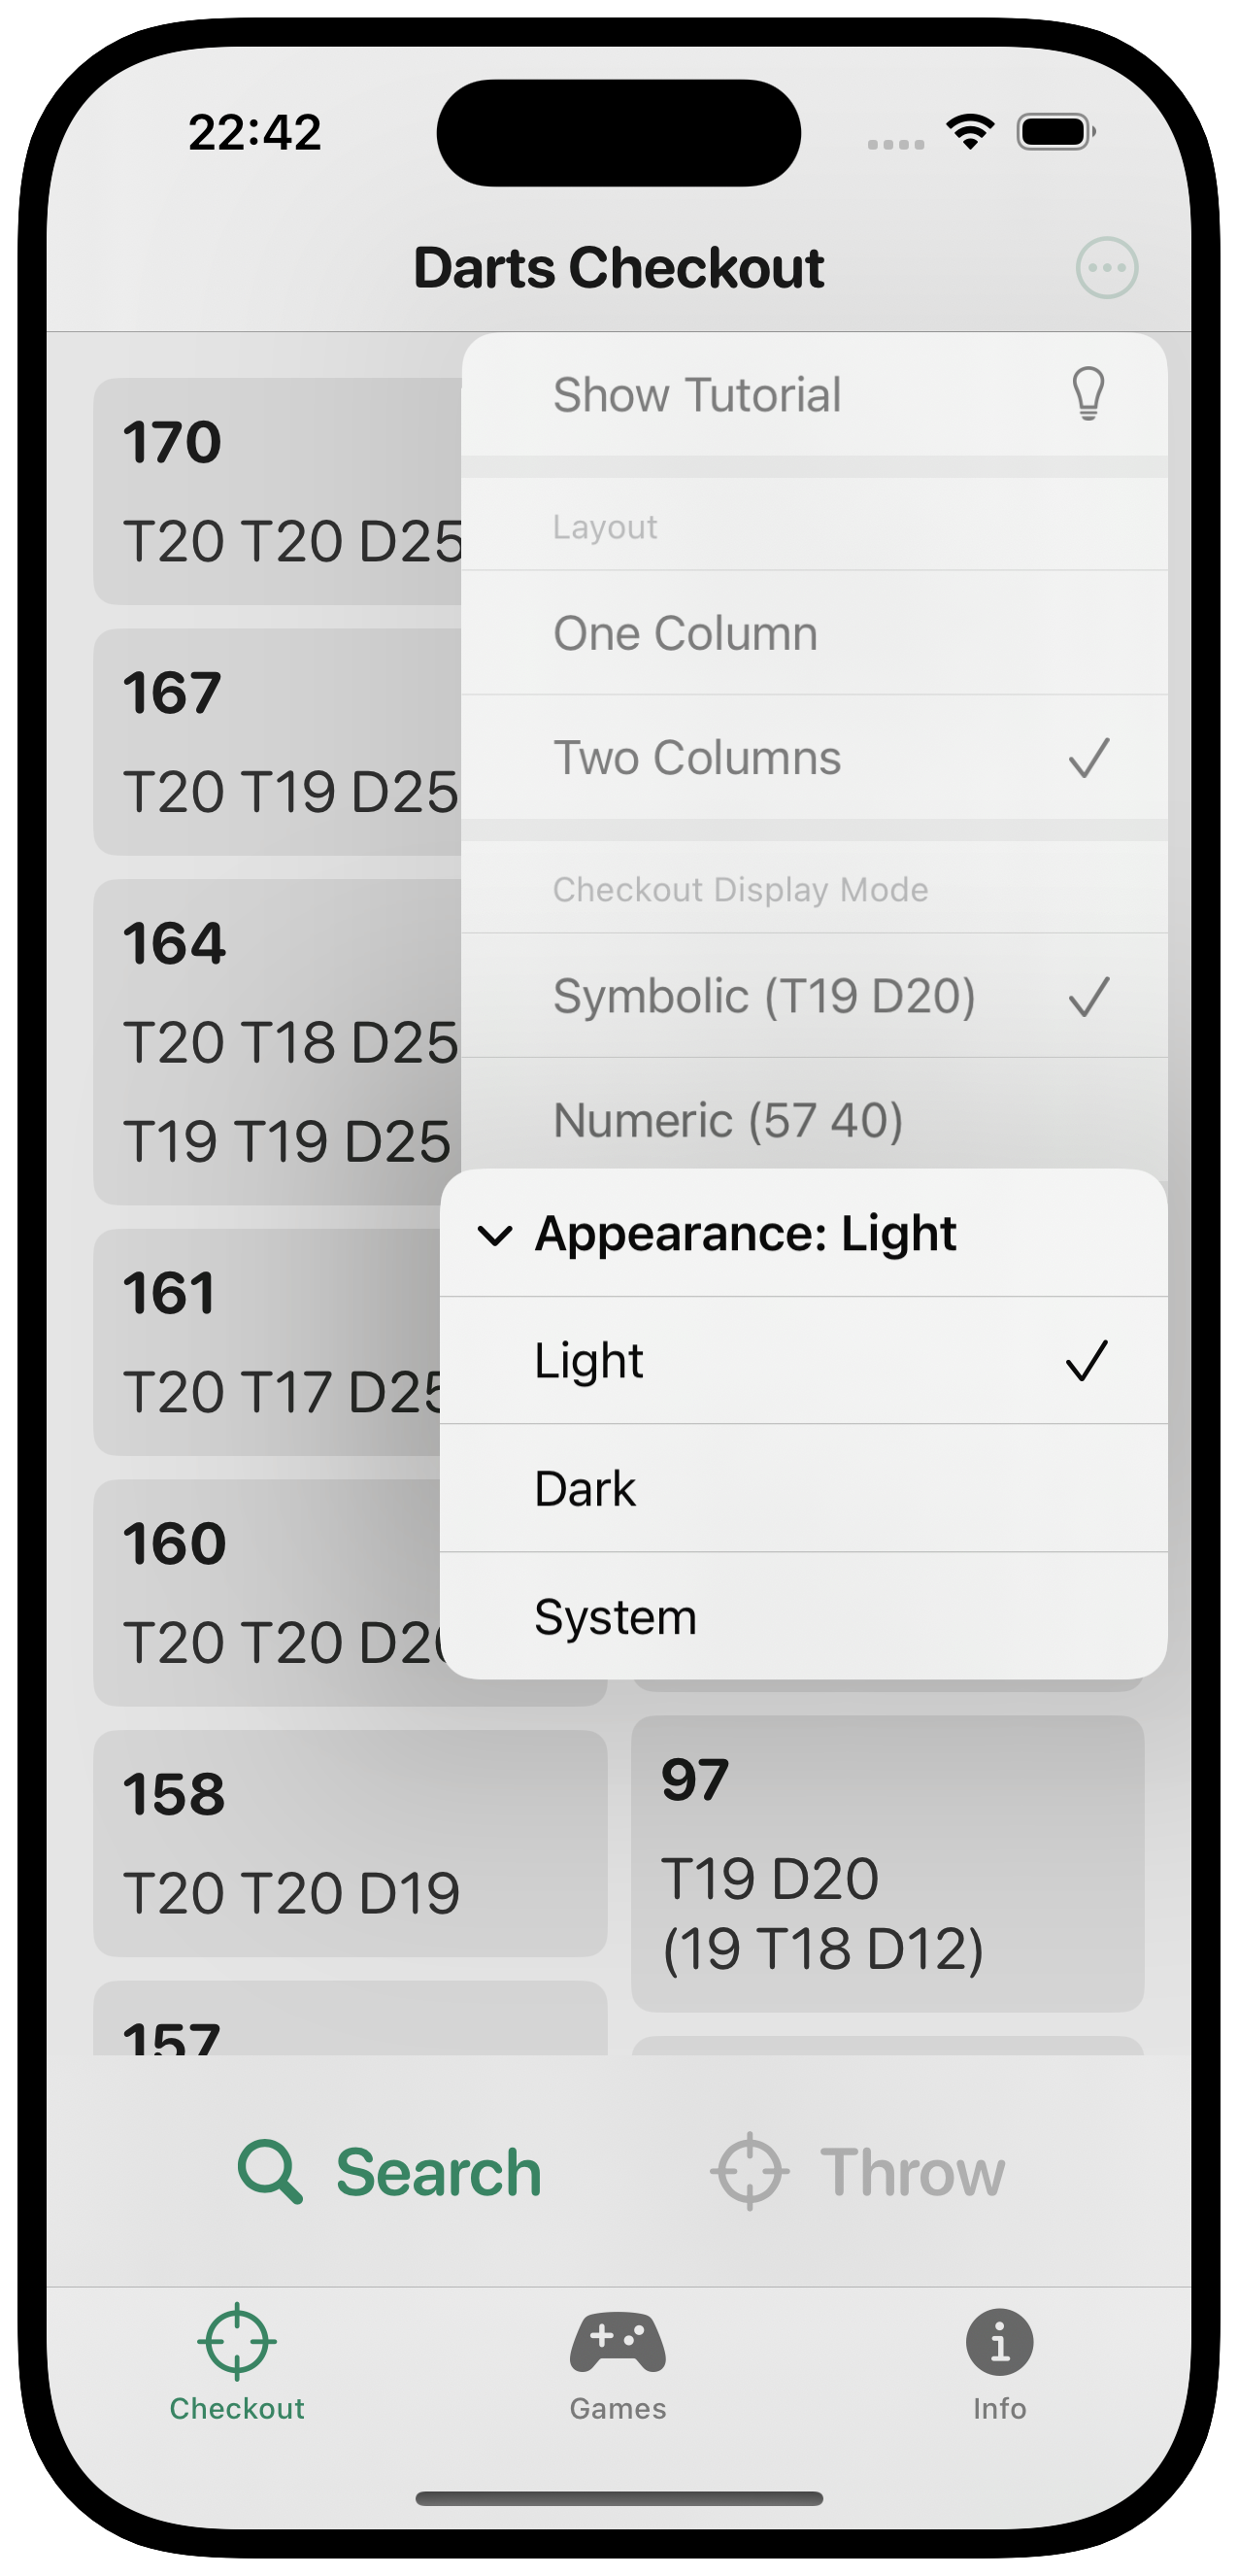 22:42
Darts Checkout
170
T20 T20 D25
167
T20 T19 D25
164
T20 T18 D25
T19 T19 D25
161
T20 T17 D25
160
T20 T20
158
T20 T20 D19
157
Show Tutorial
Layout
One Column
Two Columns
Checkout Display Mode
Symbolic (T19 D20)
Numeric (57 40)
Appearance: Light
Light
Dark
System
97
T19 D20
(19 T18 D12)
Search
Throw
Checkout
Games
Info